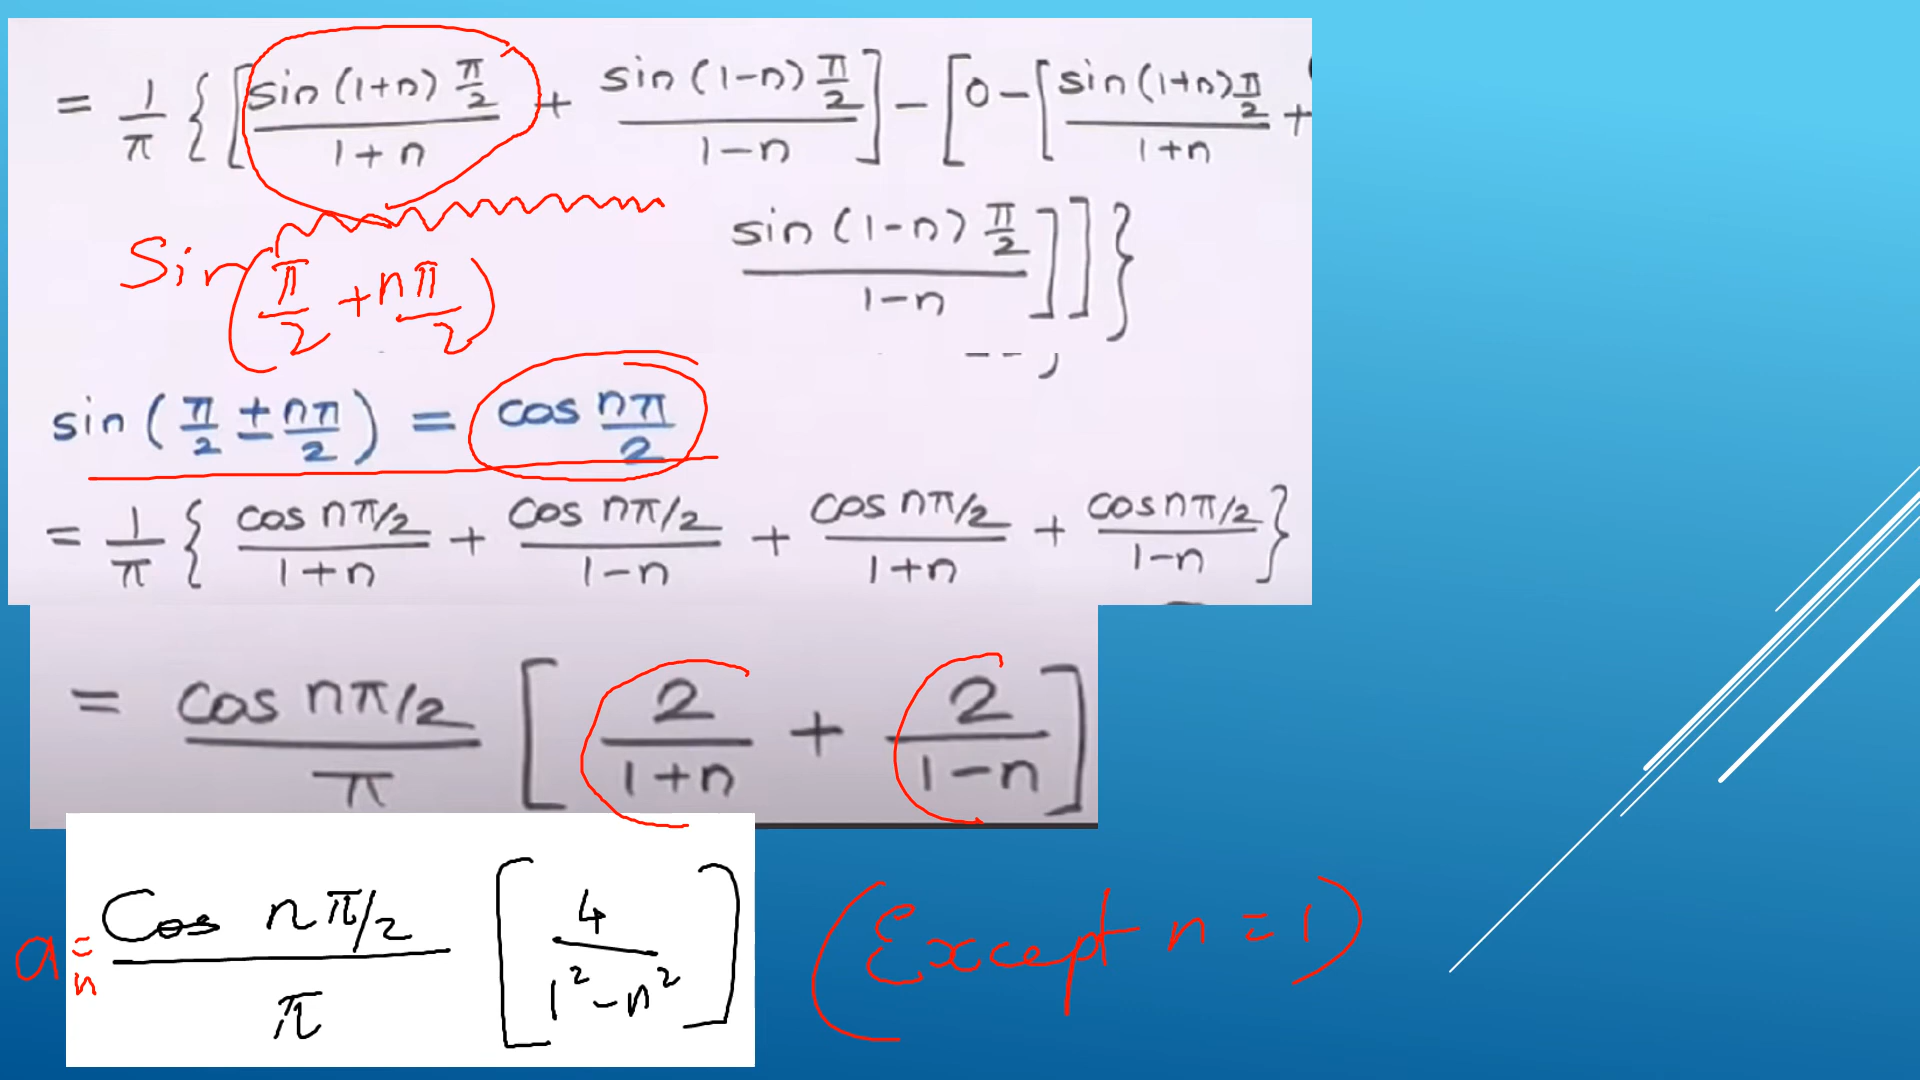 = 1/π { [ sin (1+n) π/2 / 1+n + sin (1-n) π/2 / 1-n ] - [ 0 - [ sin (1+n) π/2 / 1+n +
sin (1-n) π/2 / 1-n ] ] }
Sin (π/2 + nπ/2)
sin (π/2 ± nπ/2) = cos nπ/2
= 1/π { cos nπ/2 / 1+n + cos nπ/2 / 1-n + cos nπ/2 / 1+n + cos nπ/2 / 1-n }
= cos nπ/2 / π [ 2 / 1+n + 2 / 1-n ]
aₙ = Cos nπ/2 / π [ 4 / 1² - n² ] (Except n = 1)